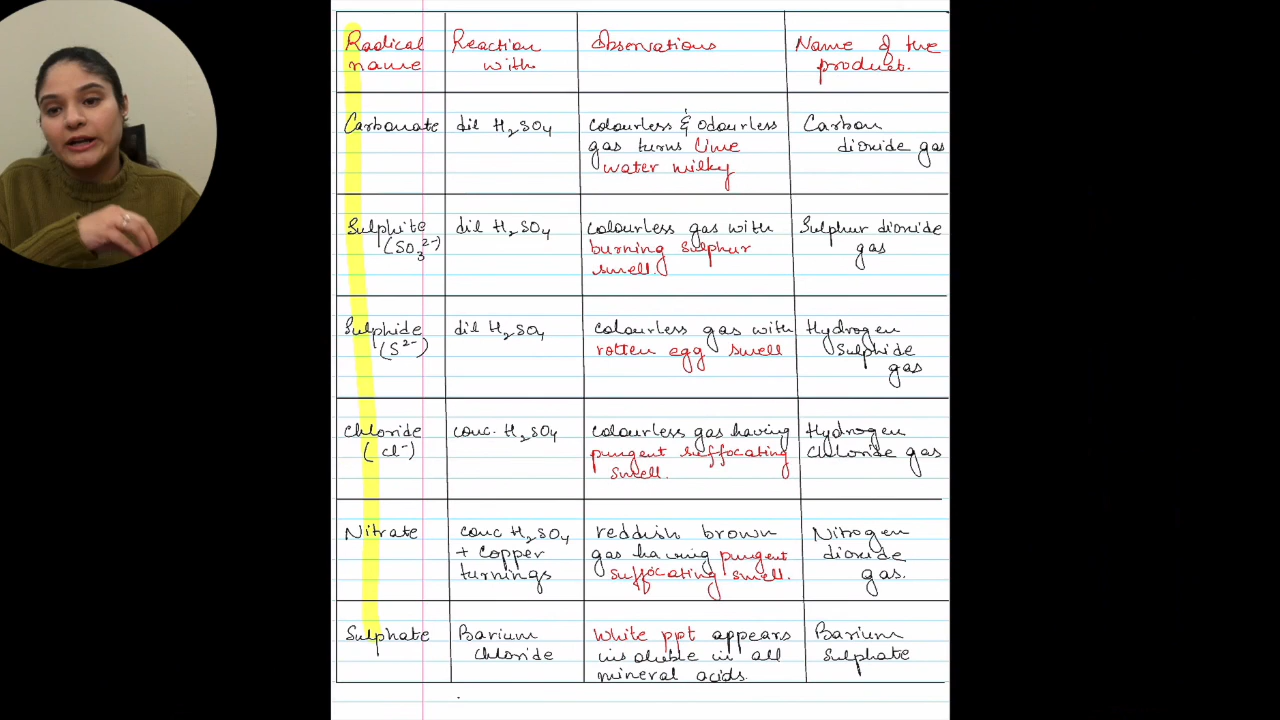 Radical name
Reaction with
Observations
Name of the product.
Carbonate
dil H₂SO₄
colourless & odourless
gas turns lime
water milky
Carbon
dioxide gas
Sulphite
(SO₃²⁻)
dil H₂SO₄
colourless gas with
burning sulphur
smell.
Sulphur dioxide
gas
Sulphide
(S²⁻)
dil H₂SO₄
colourless gas with
rotten egg smell
Hydrogen
Sulphide
gas
Chloride
(Cl⁻)
conc. H₂SO₄
colourless gas having
pungent suffocating
smell.
Hydrogen
Chloride gas
Nitrate
conc H₂SO₄
+ Copper
turnings
reddish brown
gas having pungent
suffocating smell.
Nitrogen
dioxide
gas.
Sulphate
Barium
chloride
White ppt appears
insoluble in all
mineral acids.
Barium
Sulphate